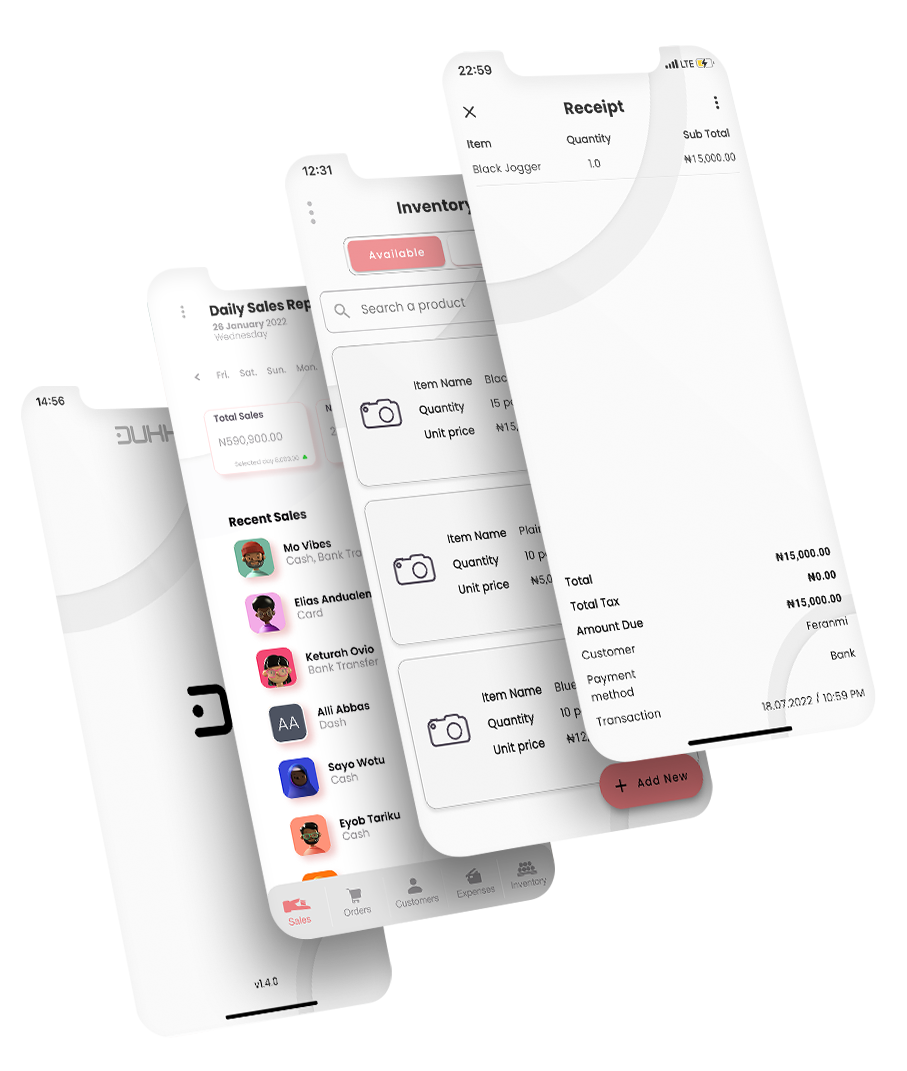 22:59
LTE
Receipt
Item Quantity Sub Total
Black Jogger 1.0 ₦15,000.00
Total ₦15,000.00
Total Tax ₦0.00
Amount Due ₦15,000.00
Customer Feranmi
Payment
method Bank
Transaction 18.07.2022 / 10:59 PM
12:31
Inventory
Available
Search a product
Item Name Blac
Quantity 15 p
Unit price ₦15,
Item Name Plain
Quantity 10 p
Unit price ₦5,0
Item Name Blue
Quantity 10 p
Unit price ₦12,
+ Add New
Daily Sales Rep
26 January 2022
Wednesday
Fri. Sat. Sun. Mon.
Total Sales
N590,900.00
Selected day
Recent Sales
Mo Vibes
Cash, Bank Tra
Elias Andualen
Card
Keturah Ovio
Bank Transfer
AA
Alli Abbas
Dash
Sayo Wotu
Cash
Eyob Tariku
Cash
Sales Orders Customers Expenses Inventory
14:56
v1.4.0